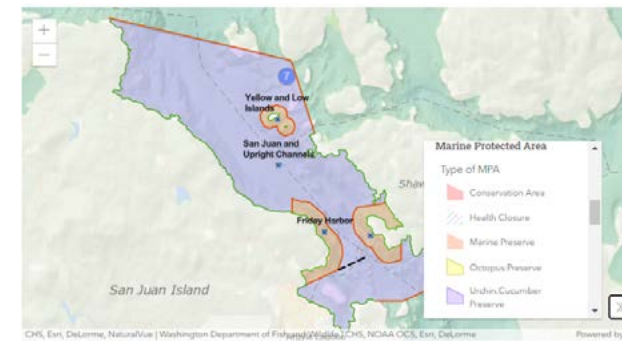 +
−
7
Yellow and Low
Islands
San Juan and
Upright Channels
Shaw
Friday Harbor
San Juan Island
Marine Protected Area
Type of MPA
Conservation Area
Health Closure
Marine Preserve
Octopus Preserve
Urchin:Cucumber
Preserve
CHS, Esri, DeLorme, NaturalVue | Washington Department of Fish and Wildlife | CHS, NOAA OCS, Esri, DeLorme
Powered by